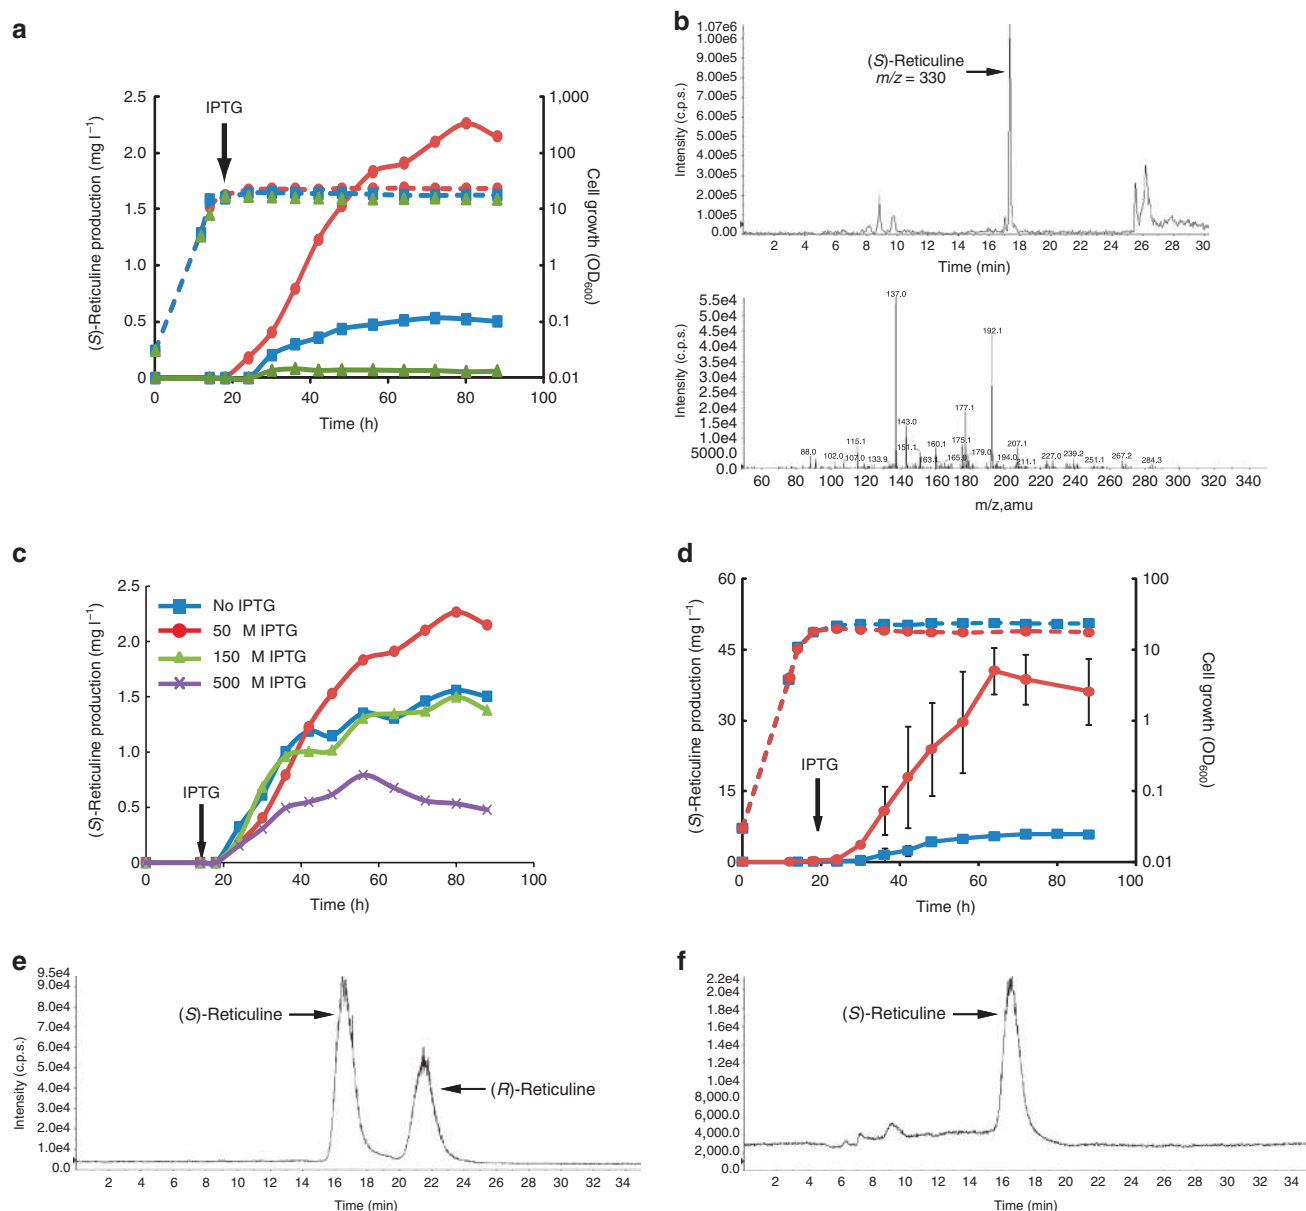 a
IPTG
(S)-Reticuline production (mg l⁻¹)
2.5
2.0
1.5
1.0
0.5
0
1,000
100
10
1
0.1
0.01
Cell growth (OD600)
0 20 40 60 80 100
Time (h)
b
1.07e6
1.00e6
9.00e5
8.00e5
7.00e5
6.00e5
5.00e5
4.00e5
3.00e5
2.00e5
1.00e5
0.00
Intensity (c.p.s.)
(S)-Reticuline
m/z = 330
2 4 6 8 10 12 14 16 18 20 22 24 26 28 30
Time (min)
5.5e4
5.0e4
4.5e4
4.0e4
3.5e4
3.0e4
2.5e4
2.0e4
1.5e4
1.0e4
5000.0
0.0
Intensity (c.p.s.)
137.0
192.1
177.1
143.0
115.1
151.1
160.1
175.1
207.1
88.0
102.0
107.0
133.9
163.1
165.0
179.0
194.0
211.1
227.0
239.2
251.1
267.2
284.3
60 80 100 120 140 160 180 200 220 240 260 280 300 320 340
m/z,amu
c
No IPTG
50 M IPTG
150 M IPTG
500 M IPTG
IPTG
(S)-Reticuline production (mg l⁻¹)
2.5
2.0
1.5
1.0
0.5
0
0 20 40 60 80 100
Time (h)
d
IPTG
(S)-Reticuline production (mg l⁻¹)
60
45
30
15
0
100
10
1
0.1
0.01
Cell growth (OD600)
0 20 40 60 80 100
Time (h)
e
9.5e4
9.0e4
8.0e4
7.0e4
6.0e4
5.0e4
4.0e4
3.0e4
2.0e4
1.0e4
0.0
Intensity (c.p.s.)
(S)-Reticuline
(R)-Reticuline
2 4 6 8 10 12 14 16 18 20 22 24 26 28 30 32 34
Time (min)
f
2.2e4
2.0e4
1.8e4
1.6e4
1.4e4
1.2e4
1.0e4
8,000.0
6,000.0
4,000.0
2,000.0
0.0
(S)-Reticuline
2 4 6 8 10 12 14 16 18 20 22 24 26 28 30 32 34
Time (min)